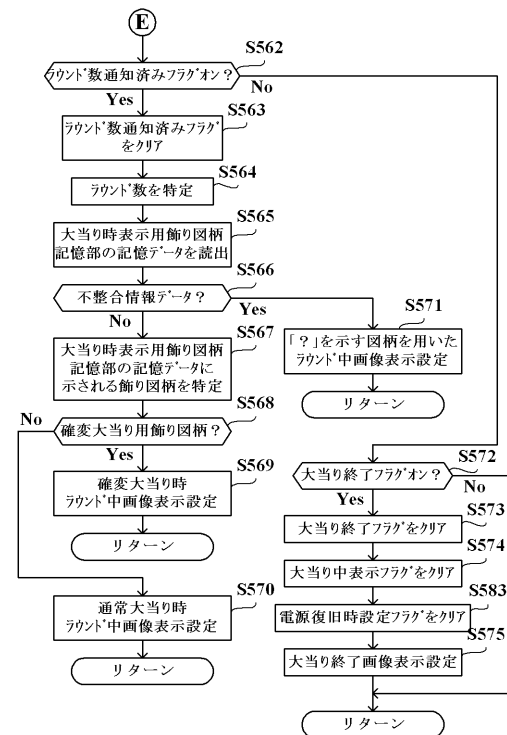 E
S562
ラウンド数通知済みフラグオン？
No
Yes
S563
ラウンド数通知済みフラグ
をクリア
S564
ラウンド数を特定
S565
大当り時表示用飾り図柄
記憶部の記憶データを読出
S566
不整合情報データ？
Yes
No
S571
「？」を示す図柄を用いた
ラウンド中画像表示設定
リターン
S567
大当り時表示用飾り図柄
記憶部の記憶データに
示される飾り図柄を特定
S568
No
確変大当り用飾り図柄？
Yes
S569
確変大当り時
ラウンド中画像表示設定
リターン
S570
通常大当り時
ラウンド中画像表示設定
リターン
S572
大当り終了フラグオン？
No
Yes
S573
大当り終了フラグをクリア
S574
大当り中表示フラグをクリア
S583
電源復旧時設定フラグをクリア
S575
大当り終了画像表示設定
リターン